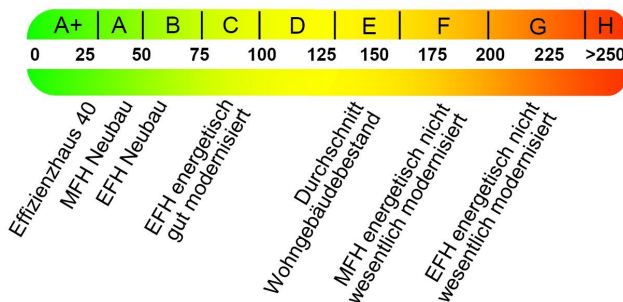 A+ A B C D E F G H
0 25 50 75 100 125 150 175 200 225 >250
Effizienzhaus 40
MFH Neubau
EFH Neubau
EFH energetisch
gut modernisiert
Durchschnitt
Wohngebäudebestand
MFH energetisch nicht
wesentlich modernisiert
EFH energetisch nicht
wesentlich modernisiert